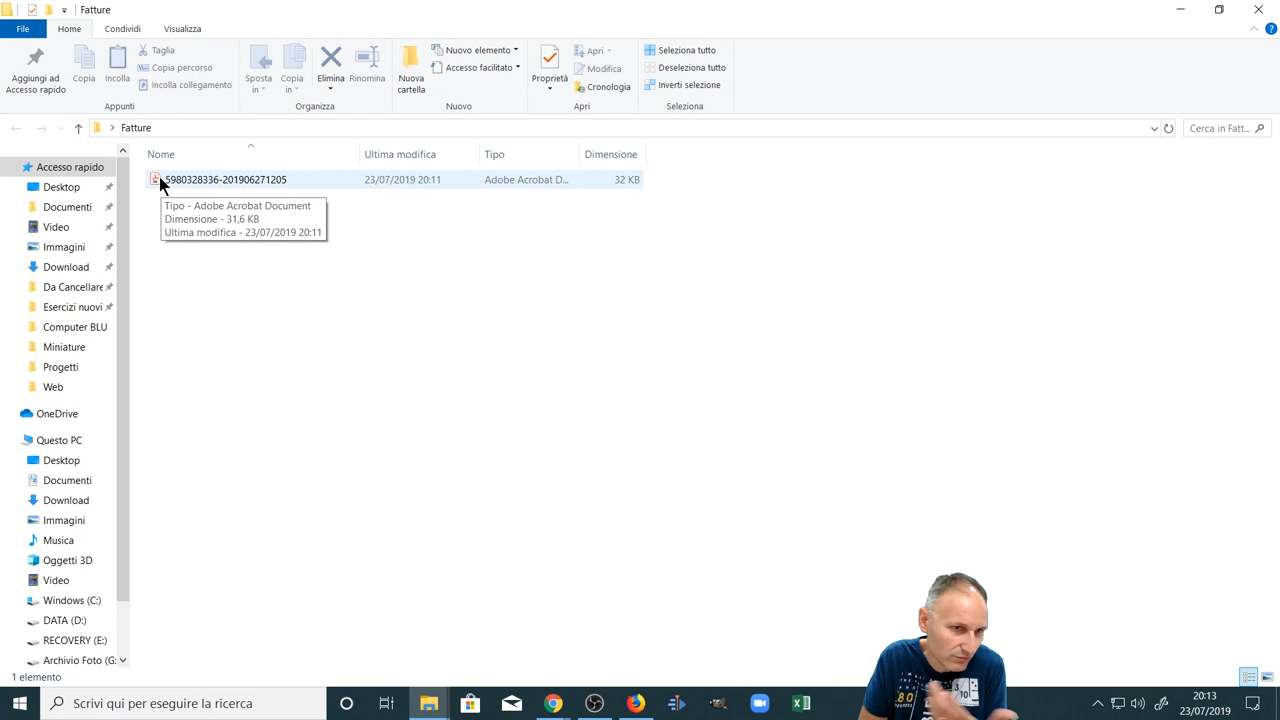 Fatture
File Home Condividi Visualizza
Aggiungi ad Accesso rapido
Copia
Incolla
Taglia
Copia percorso
Incolla collegamento
Appunti
Sposta in
Copia in
Elimina
Rinomina
Organizza
Nuova cartella
Nuovo elemento
Accesso facilitato
Nuovo
Proprietà
Apri
Modifica
Cronologia
Apri
Seleziona tutto
Deseleziona tutto
Inverti selezione
Seleziona
Fatture
Cerca in Fatt...
Nome Ultima modifica Tipo Dimensione
5980328336-201906271205 23/07/2019 20:11 Adobe Acrobat D... 32 KB
Tipo - Adobe Acrobat Document
Dimensione - 31,6 KB
Ultima modifica - 23/07/2019 20:11
Accesso rapido
Desktop
Documenti
Video
Immagini
Download
Da Cancellare
Esercizi nuovi
Computer BLU
Miniature
Progetti
Web
OneDrive
Questo PC
Desktop
Documenti
Download
Immagini
Musica
Oggetti 3D
Video
Windows (C:)
DATA (D:)
RECOVERY (E:)
Archivio Foto (G:
1 elemento
80
10
Scrivi qui per eseguire la ricerca
20:13
23/07/2019